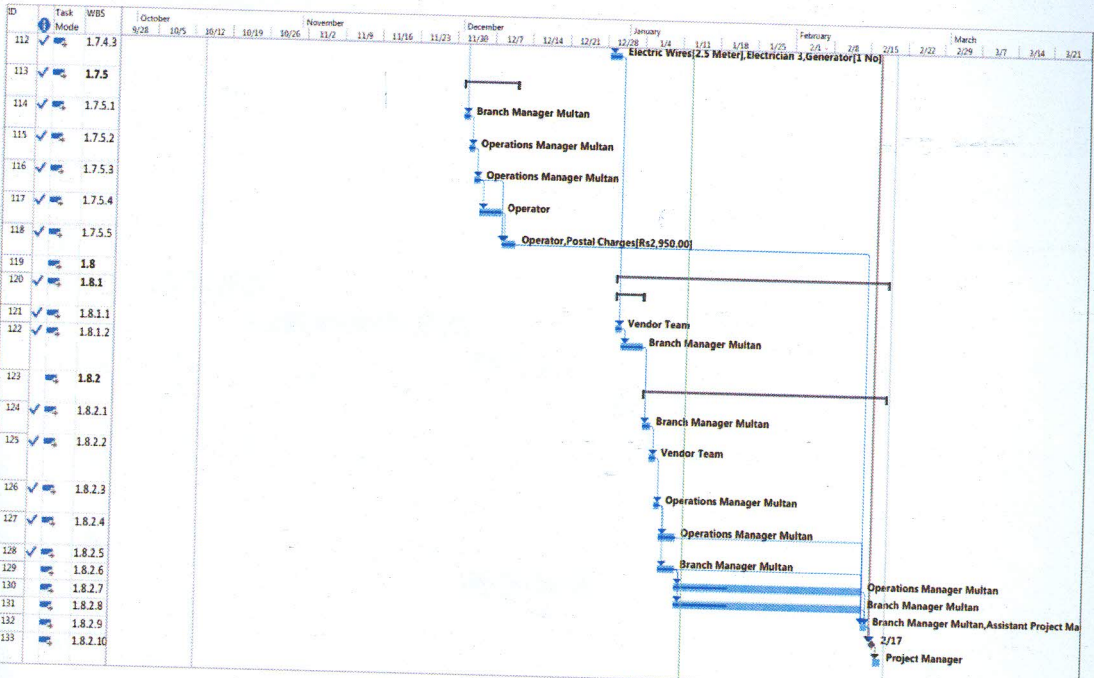 ID Task Mode WBS
October November December January February March
9/28 10/5 10/12 10/19 10/26 11/2 11/9 11/16 11/23 11/30 12/7 12/14 12/21 12/28 1/4 1/11 1/18 1/25 2/1 2/8 2/15 2/22 2/29 3/7 3/14 3/21
112 1.7.4.3 Electric Wires[2.5 Meter],Electrician 3,Generator[1 No]
113 1.7.5
114 1.7.5.1 Branch Manager Multan
115 1.7.5.2 Operations Manager Multan
116 1.7.5.3 Operations Manager Multan
117 1.7.5.4 Operator
118 1.7.5.5 Operator,Postal Charges[Rs2,950.00]
119 1.8
120 1.8.1
121 1.8.1.1 Vendor Team
122 1.8.1.2 Branch Manager Multan
123 1.8.2
124 1.8.2.1 Branch Manager Multan
125 1.8.2.2 Vendor Team
126 1.8.2.3 Operations Manager Multan
127 1.8.2.4 Operations Manager Multan
128 1.8.2.5 Branch Manager Multan
129 1.8.2.6 Operations Manager Multan
130 1.8.2.7 Branch Manager Multan
131 1.8.2.8 Branch Manager Multan,Assistant Project Ma
132 1.8.2.9 2/17
133 1.8.2.10 Project Manager